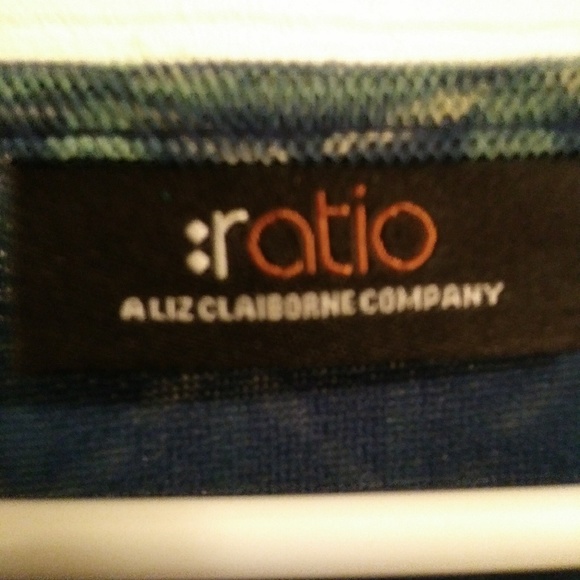 :ratio
A LIZ CLAIBORNE COMPANY